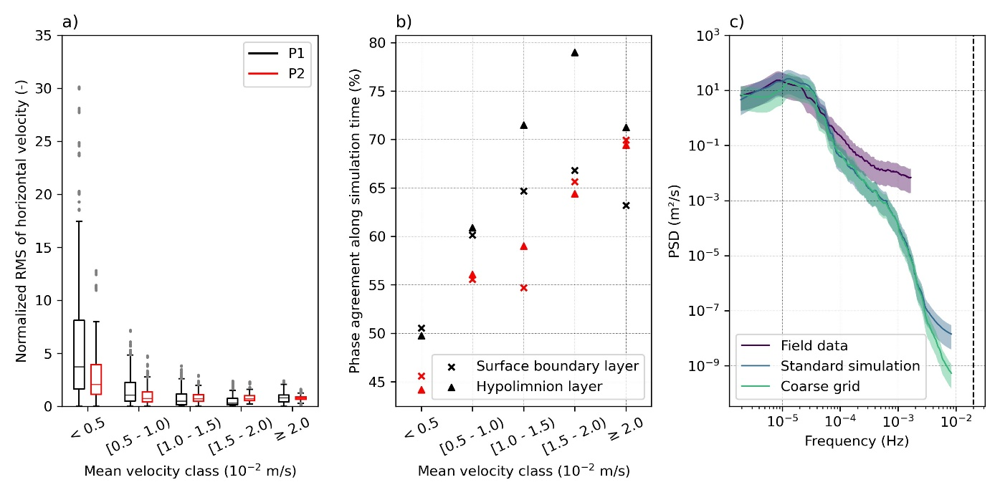 a)
Normalized RMS of horizontal velocity (-)
35
30
25
20
15
10
5
0
P1
P2
< 0.5
[0.5 - 1.0)
[1.0 - 1.5)
[1.5 - 2.0)
≥ 2.0
Mean velocity class (10⁻² m/s)
b)
Phase agreement along simulation time (%)
80
75
70
65
60
55
50
45
Surface boundary layer
Hypolimnion layer
< 0.5
[0.5 - 1.0)
[1.0 - 1.5)
[1.5 - 2.0)
≥ 2.0
Mean velocity class (10⁻² m/s)
c)
PSD (m²/s)
10³
10¹
10⁻¹
10⁻³
10⁻⁵
10⁻⁷
10⁻⁹
Field data
Standard simulation
Coarse grid
10⁻⁵
10⁻⁴
10⁻³
10⁻²
Frequency (Hz)